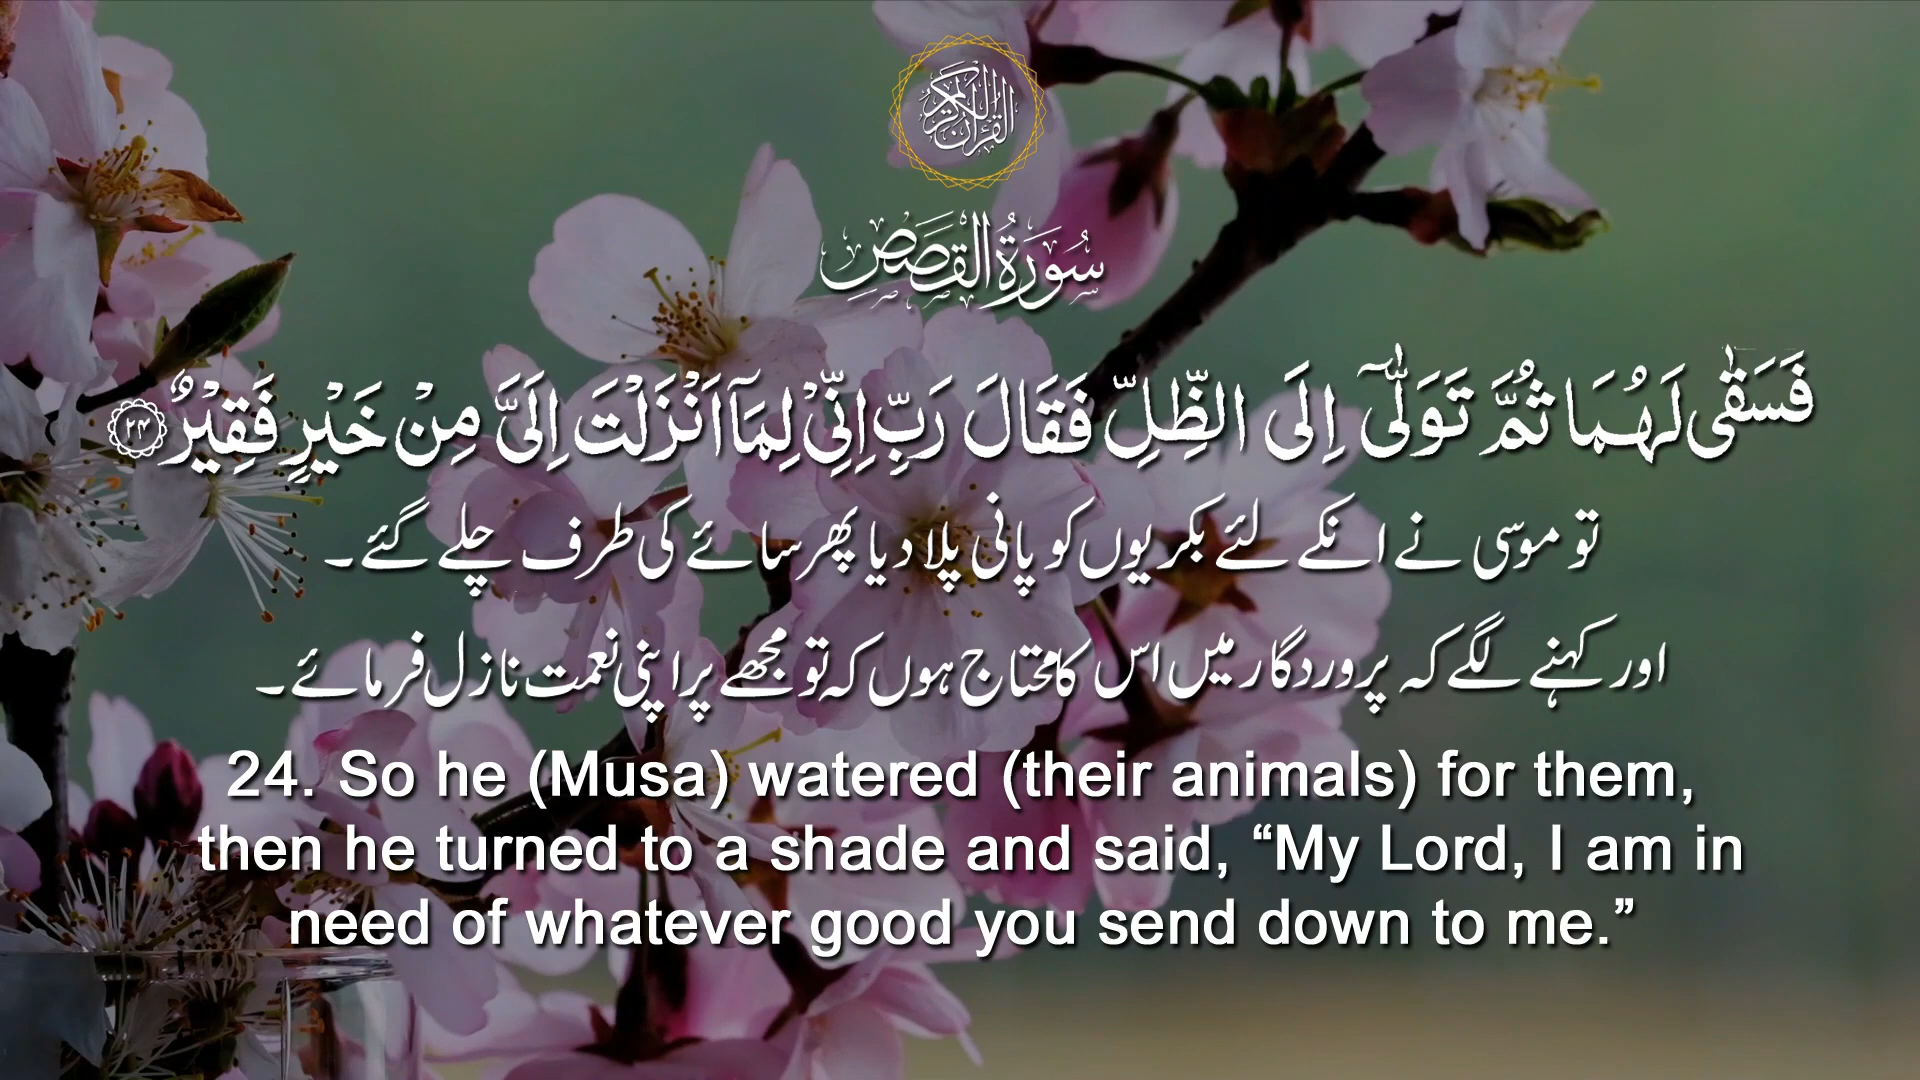 القرآن الكريم
سُورَةُ الْقَصَصِ
فَسَقٰى لَهُمَا ثُمَّ تَوَلّٰىٓ اِلَى الظِّلِّ فَقَالَ رَبِّ اِنِّىْ لِمَآ اَنْزَلْتَ اِلَىَّ مِنْ خَيْرٍ فَقِيْرٌ ۲۴
تو موسی نے انکے لئے بکریوں کو پانی پلا دیا پھر سائے کی طرف چلے گئے۔
اور کہنے لگے کہ پروردگار میں اس کا محتاج ہوں کہ تو مجھے پر اپنی نعمت نازل فرمائے۔
24. So he (Musa) watered (their animals) for them,
then he turned to a shade and said, “My Lord, I am in
need of whatever good you send down to me.”